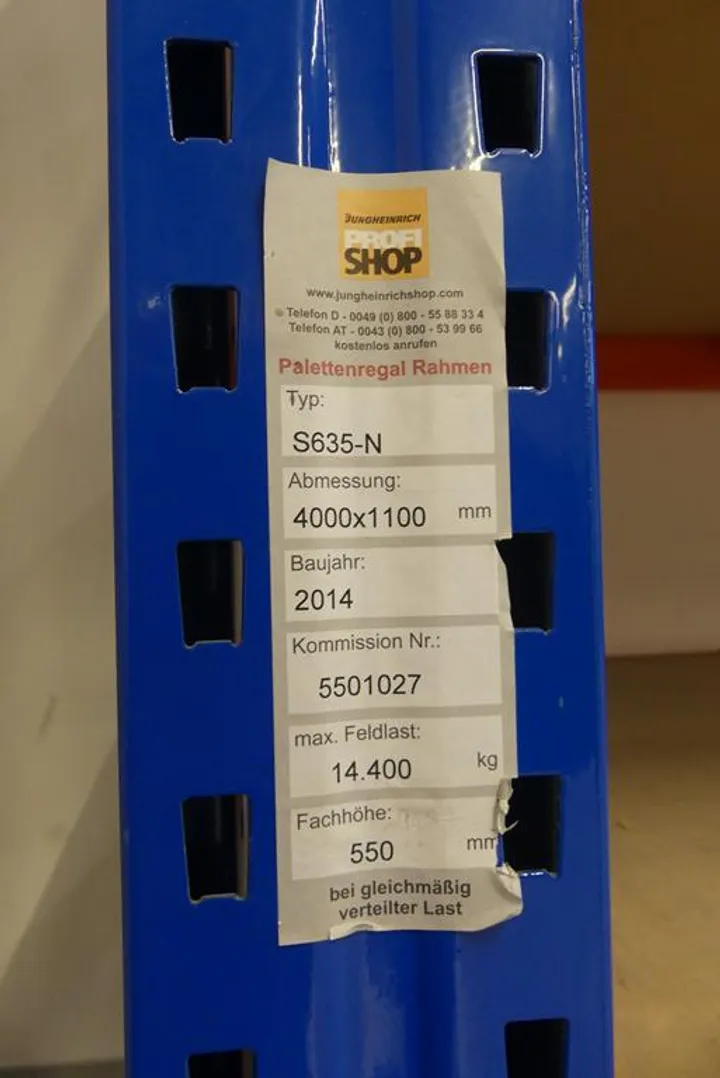 JUNGHEINRICH
PROFI
SHOP
www.jungheinrichshop.com
Telefon D - 0049 (0) 800 - 55 88 33 4
Telefon AT - 0043 (0) 800 - 53 99 66
kostenlos anrufen
Palettenregal Rahmen
Typ:
S635-N
Abmessung:
4000x1100 mm
Baujahr:
2014
Kommission Nr.:
5501027
max. Feldlast:
14.400 kg
Fachhöhe:
550 mm
bei gleichmäßig
verteilter Last